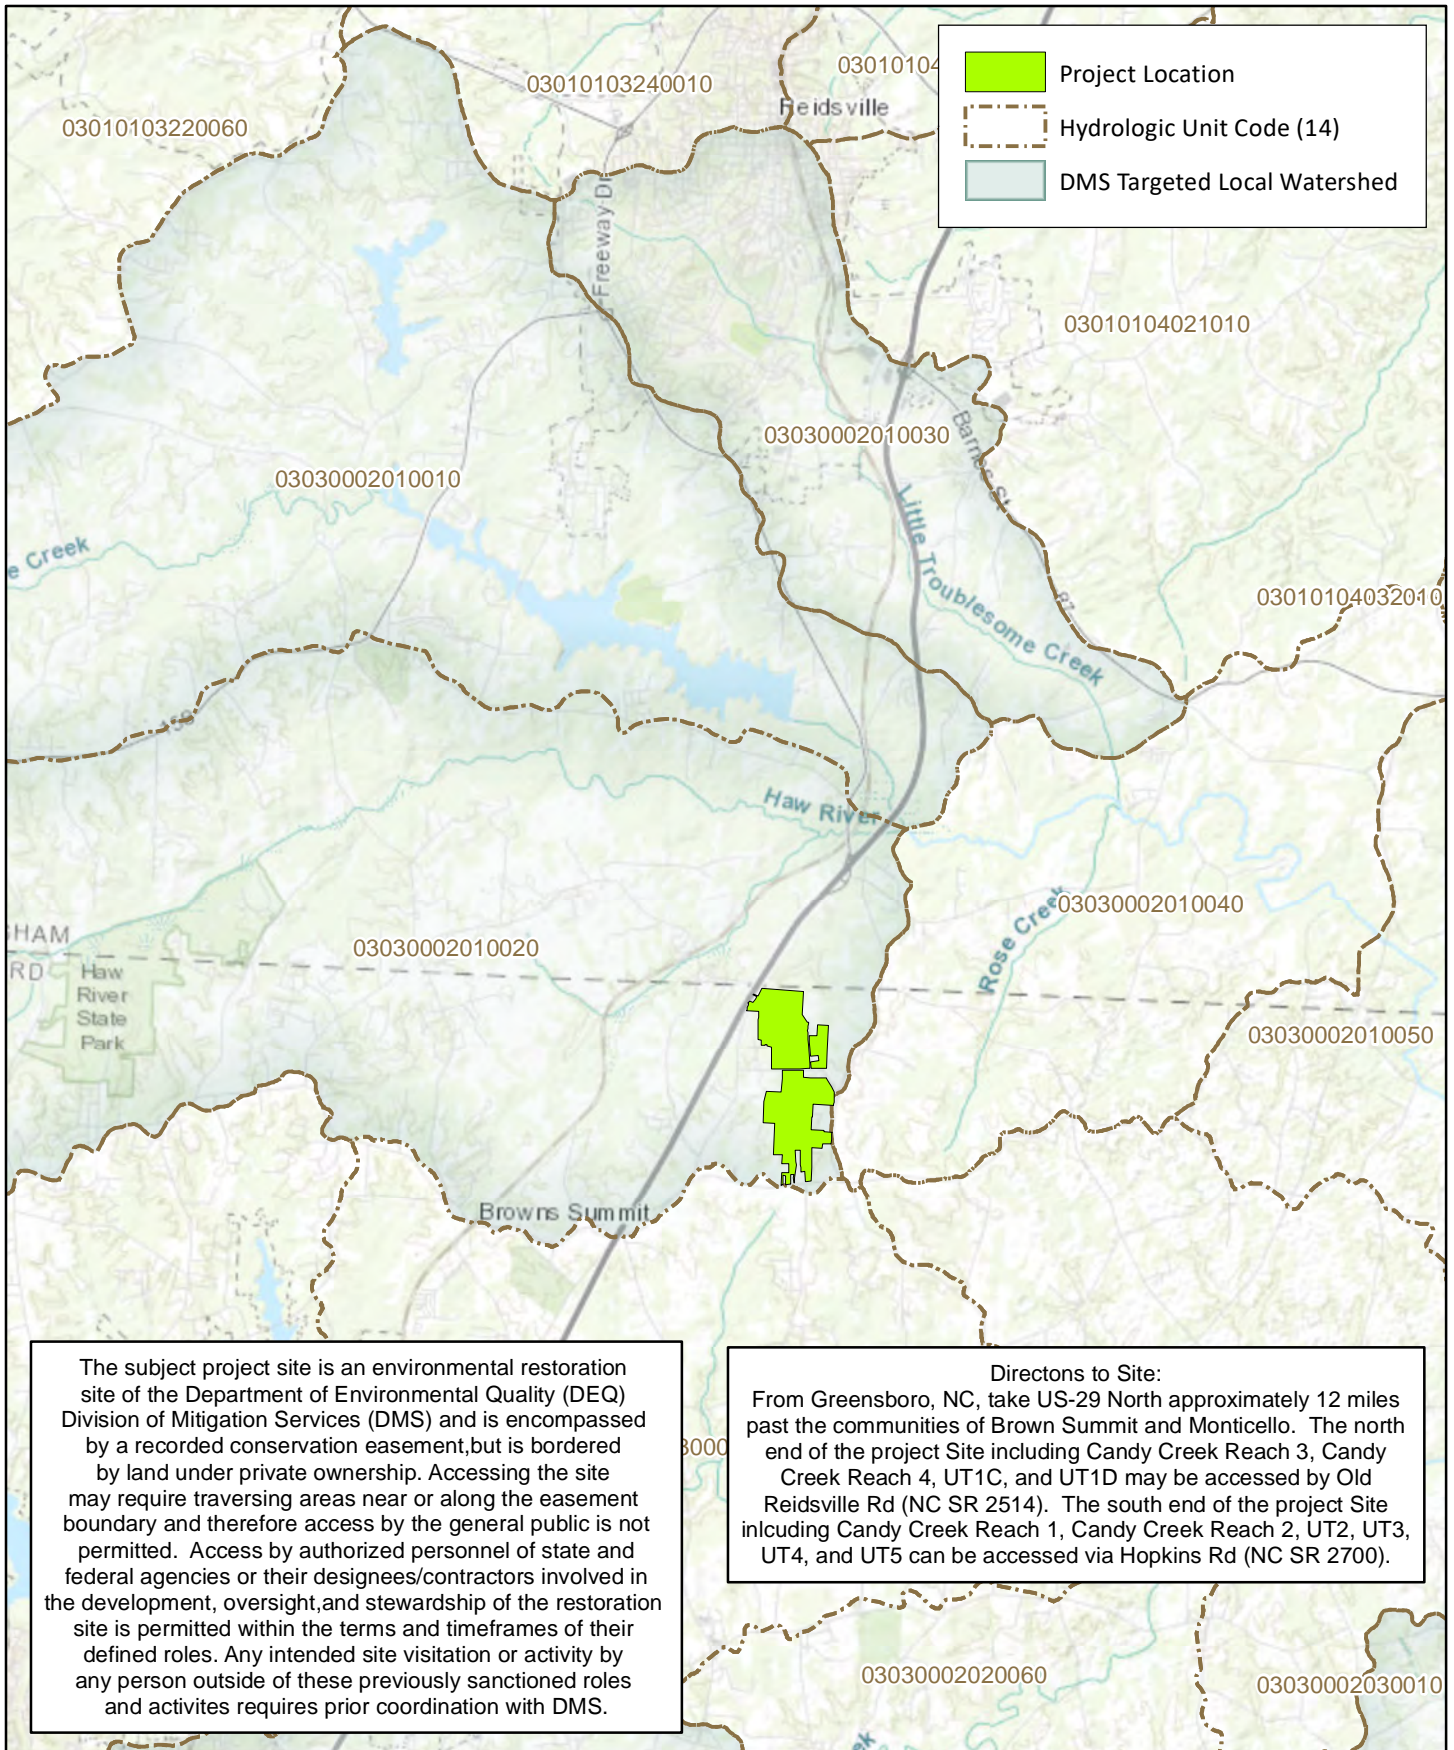 Project Location
Hydrologic Unit Code (14)
DMS Targeted Local Watershed
03010103240010
03010104
Reidsville
03010103220060
Freeway Dr
03010104021010
03030002010030
Barnes St
03030002010010
Little Troublesome Creek
e Creek
87
03010104032010
158
Haw River
Rose Creek
03030002010040
GHAM
03030002010020
RD
Haw
River
State
Park
03030002010050
Browns Summit
The subject project site is an environmental restoration
site of the Department of Environmental Quality (DEQ)
Division of Mitigation Services (DMS) and is encompassed
by a recorded conservation easement,but is bordered
by land under private ownership. Accessing the site
may require traversing areas near or along the easement
boundary and therefore access by the general public is not
permitted.  Access by authorized personnel of state and
federal agencies or their designees/contractors involved in
the development, oversight,and stewardship of the restoration
site is permitted within the terms and timeframes of their
defined roles. Any intended site visitation or activity by
any person outside of these previously sanctioned roles
and activites requires prior coordination with DMS.
3000
Directons to Site:
From Greensboro, NC, take US-29 North approximately 12 miles
past the communities of Brown Summit and Monticello.  The north
end of the project Site including Candy Creek Reach 3, Candy
Creek Reach 4, UT1C, and UT1D may be accessed by Old
Reidsville Rd (NC SR 2514).  The south end of the project Site
inlcuding Candy Creek Reach 1, Candy Creek Reach 2, UT2, UT3,
UT4, and UT5 can be accessed via Hopkins Rd (NC SR 2700).
03030002020060
03030002030010
ek